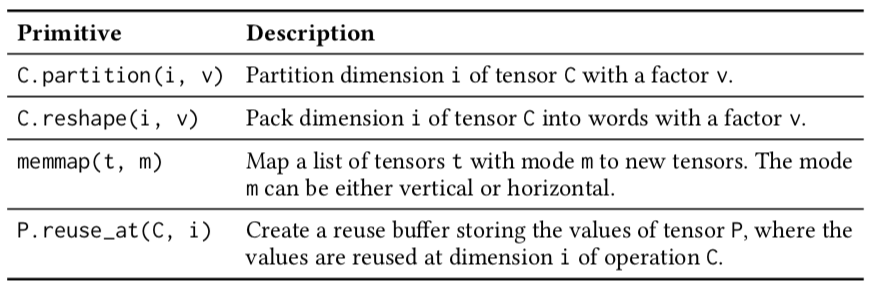 Primitive Description
C.partition(i, v) Partition dimension i of tensor C with a factor v.
C.reshape(i, v) Pack dimension i of tensor C into words with a factor v.
memmap(t, m) Map a list of tensors t with mode m to new tensors. The mode
m can be either vertical or horizontal.
P.reuse_at(C, i) Create a reuse buffer storing the values of tensor P, where the
values are reused at dimension i of operation C.